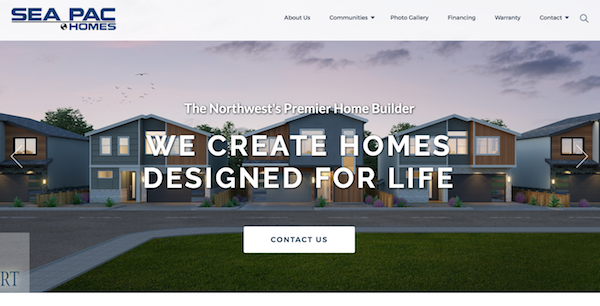 SEA PAC
HOMES
About Us Communities Photo Gallery Financing Warranty Contact
The Northwest's Premier Home Builder
WE CREATE HOMES
DESIGNED FOR LIFE
CONTACT US
RT